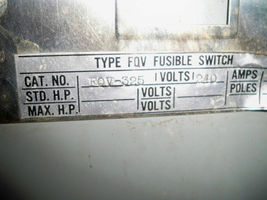 TYPE FQV FUSIBLE SWITCH
CAT. NO. FQV-325 VOLTS 240 AMPS
STD. H.P. VOLTS POLES
MAX. H.P. VOLTS